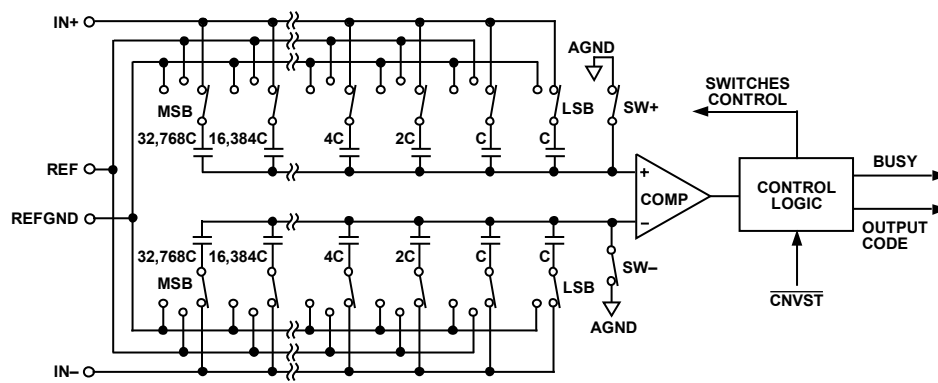 IN+
AGND
SWITCHES
CONTROL
MSB
LSB
SW+
32,768C 16,384C 4C 2C C C
REF
BUSY
+
COMP
CONTROL
LOGIC
REFGND
–
OUTPUT
CODE
32,768C 16,384C 4C 2C C C
MSB
LSB
SW–
CNVST
AGND
IN–